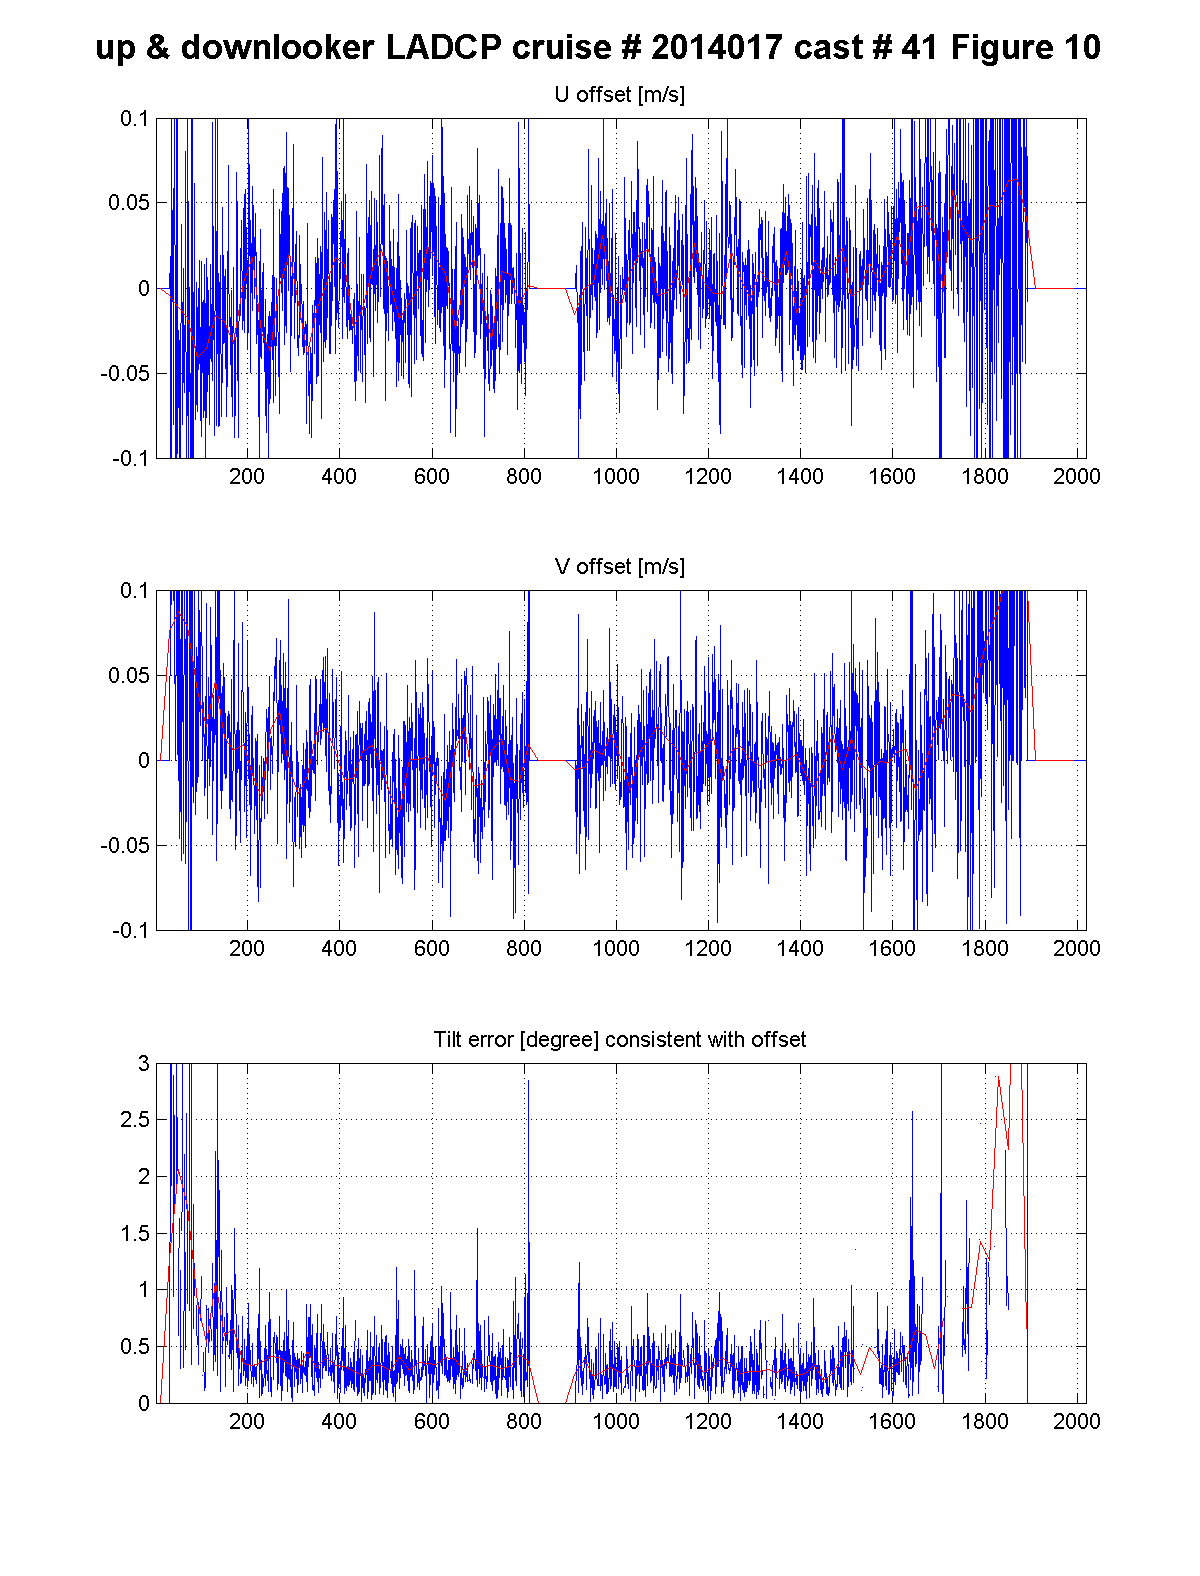 up & downlooker LADCP cruise # 2014017 cast # 41 Figure 10
U offset [m/s]
0.1
0.05
0
-0.05
-0.1
200 400 600 800 1000 1200 1400 1600 1800 2000
V offset [m/s]
0.1
0.05
0
-0.05
-0.1
200 400 600 800 1000 1200 1400 1600 1800 2000
Tilt error [degree] consistent with offset
3
2.5
2
1.5
1
0.5
0
200 400 600 800 1000 1200 1400 1600 1800 2000